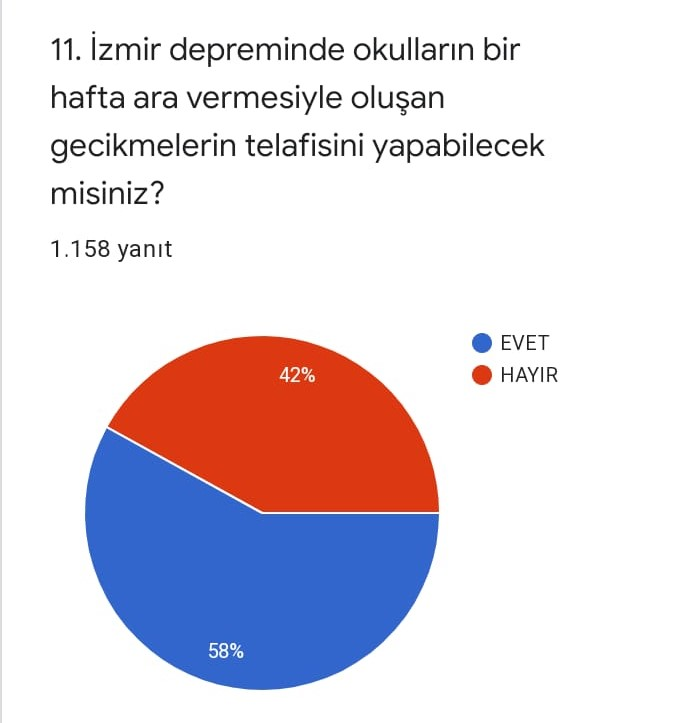 11. İzmir depreminde okulların bir
hafta ara vermesiyle oluşan
gecikmelerin telafisini yapabilecek
misiniz?
1.158 yanıt
EVET
HAYIR
42%
58%